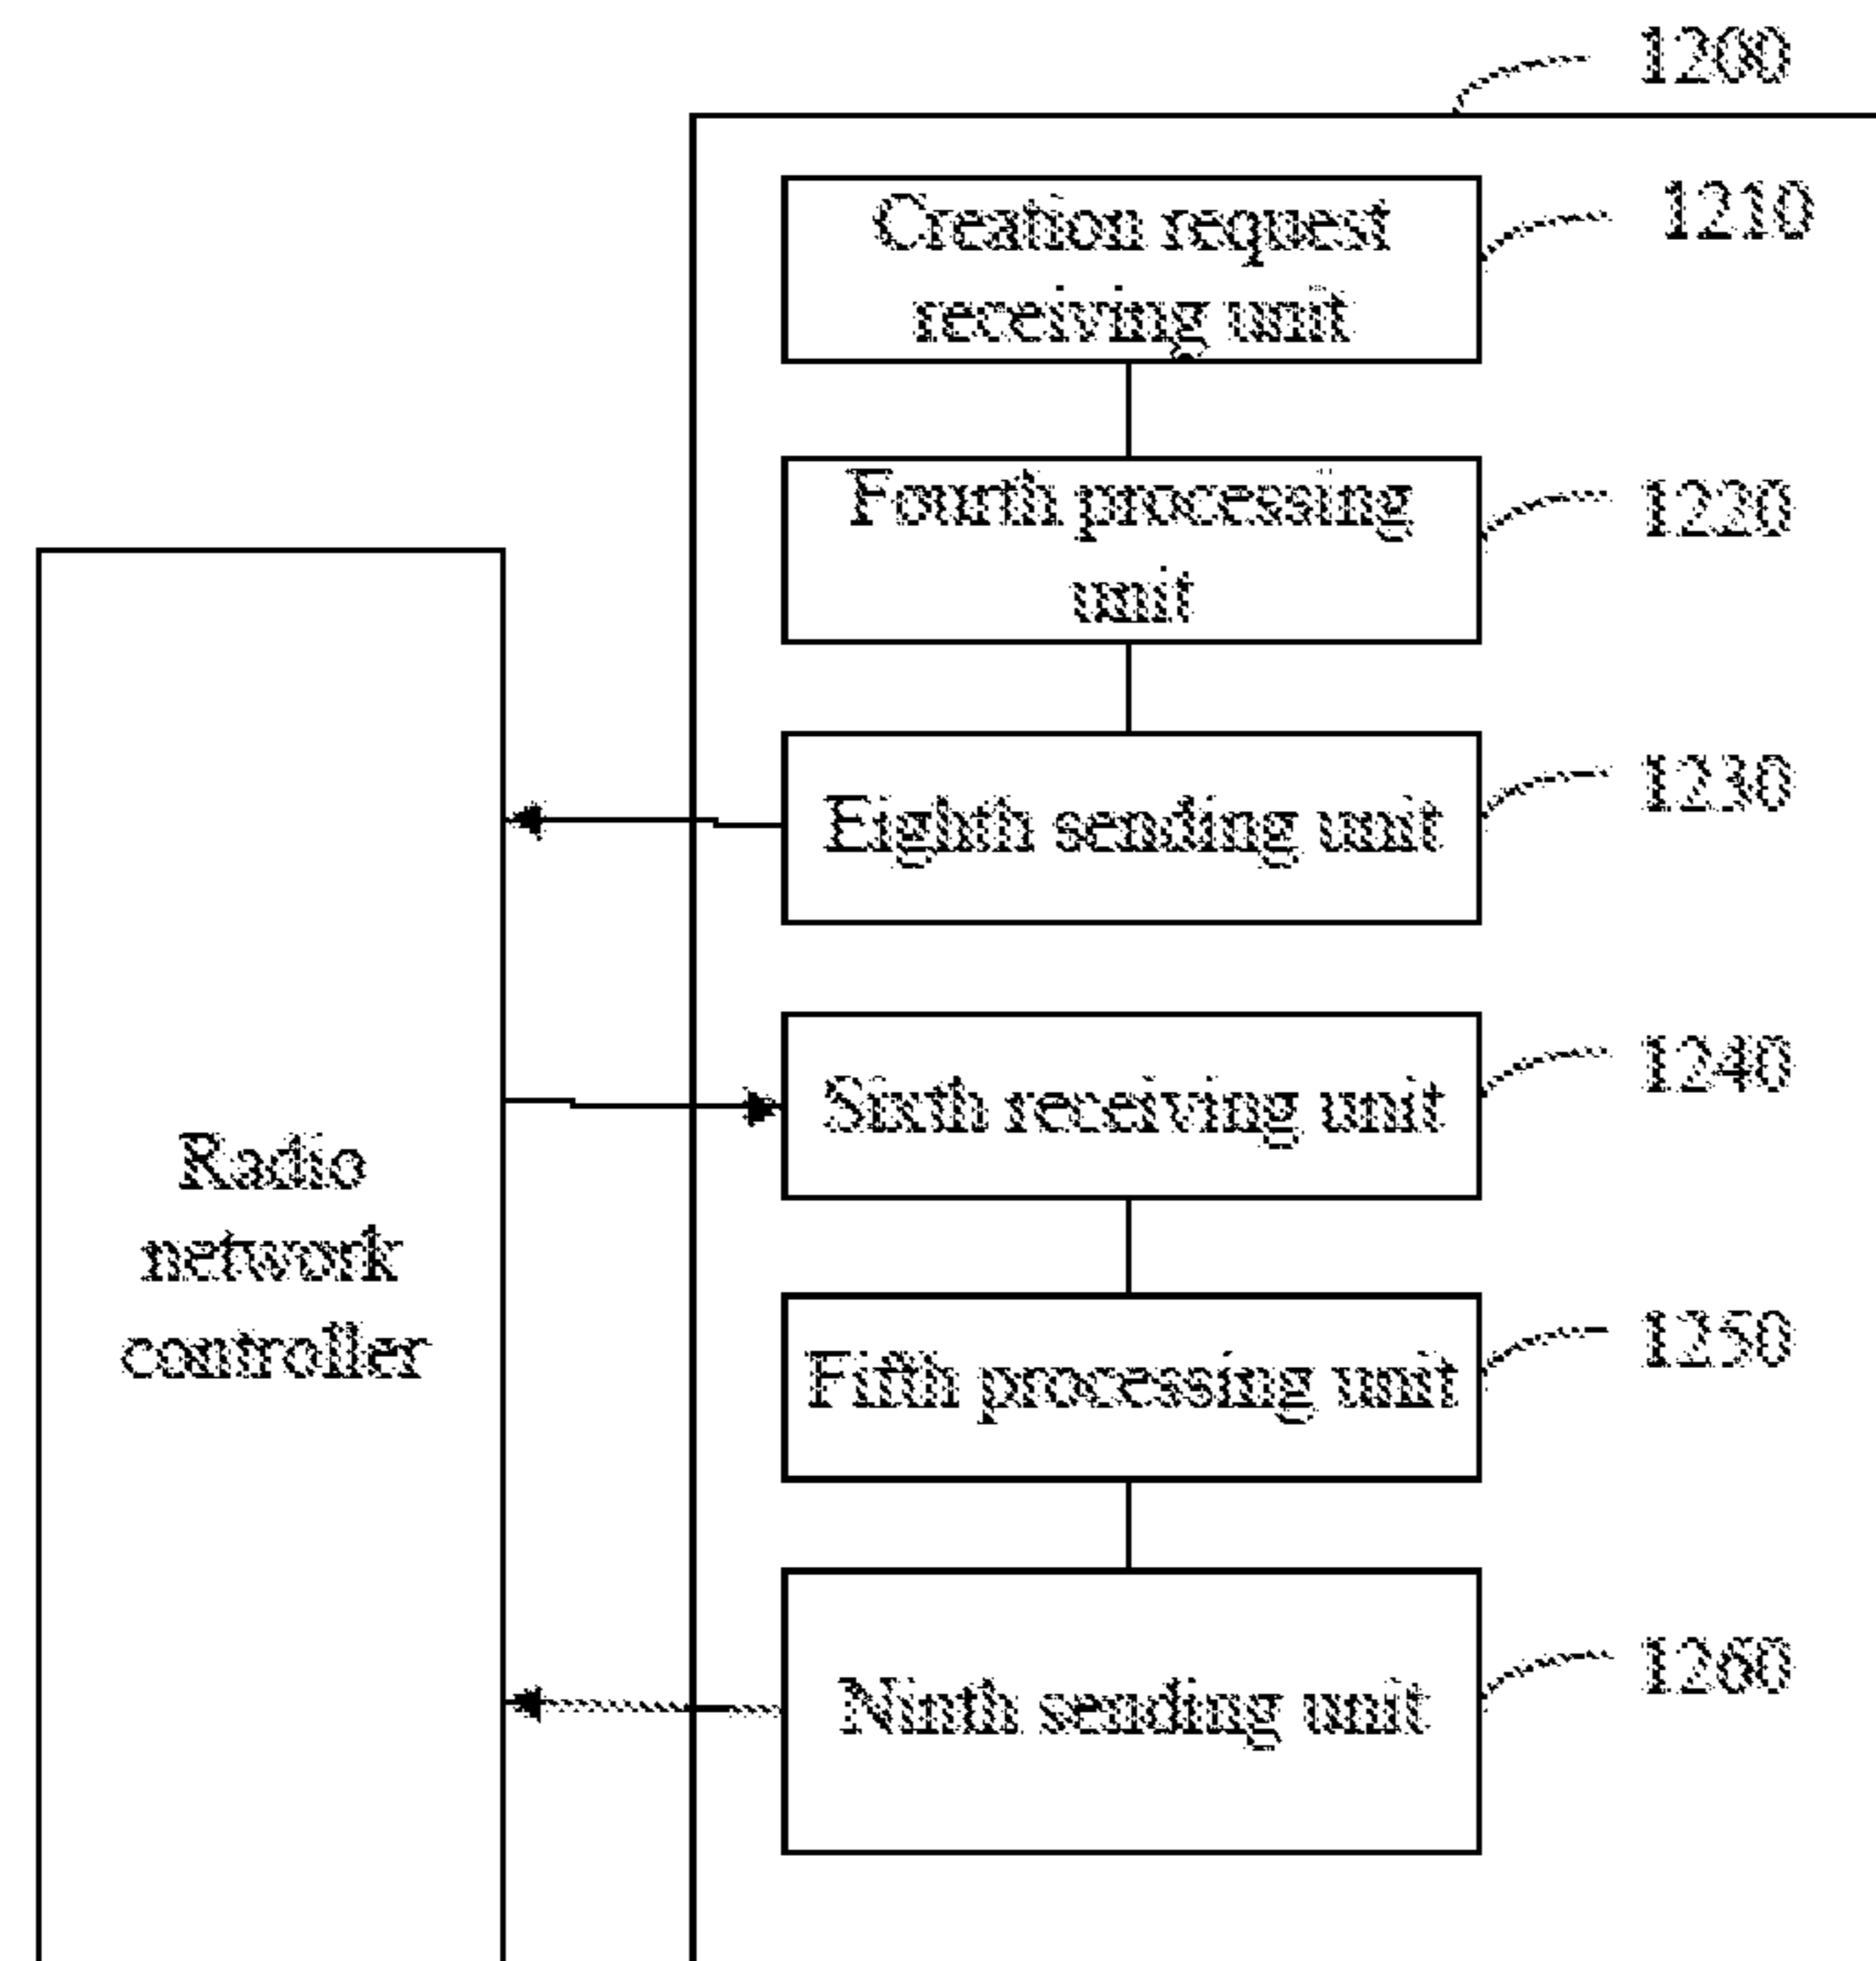 1200
Creation request
receiving unit
1210
Fourth processing
unit
1220
Eighth sending unit
1230
Sixth receiving unit
1240
Radio
network
controller
Fifth processing unit
1250
Ninth sending unit
1260